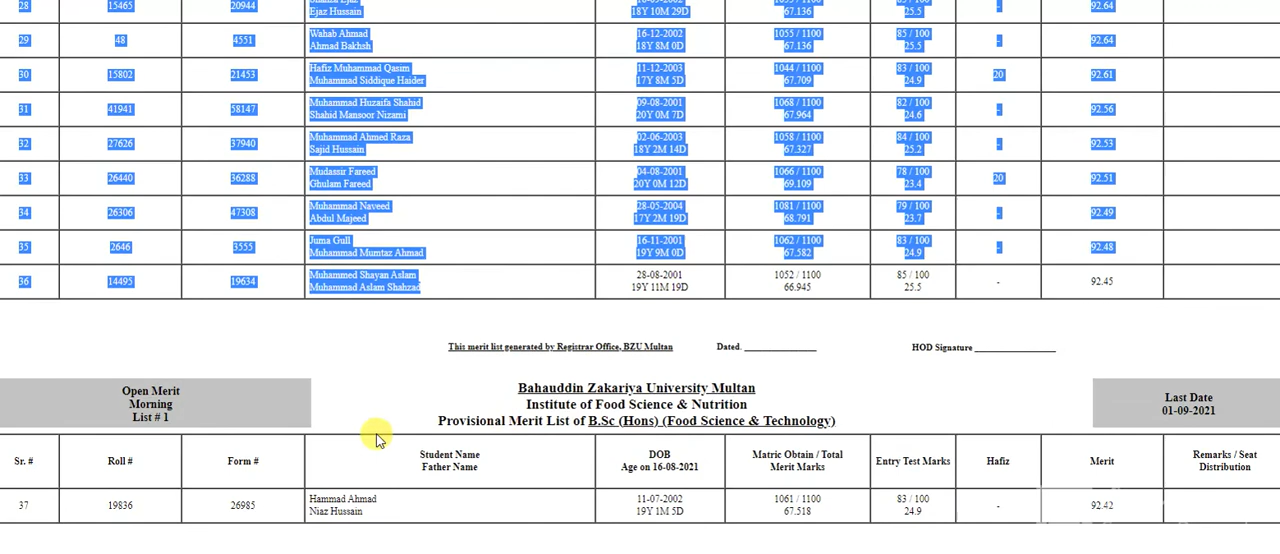 28 15465 20944 Shamsa Ejaz 18Y 10M 29D 1055 / 1100 85 / 100 - 92.64
Ejaz Hussain 67.136 25.5
29 48 4551 Wahab Ahmad 16-12-2002 1055 / 1100 85 / 100 - 92.64
Ahmad Bakhsh 18Y 8M 0D 67.136 25.5
30 15802 21453 Hafiz Muhammad Qasim 11-12-2003 1044 / 1100 83 / 100 20 92.61
Muhammad Siddique Haider 17Y 8M 5D 67.709 24.9
31 41941 58147 Muhammad Huzaifa Shahid 09-08-2001 1068 / 1100 82 / 100 - 92.56
Shahid Mansoor Nizami 20Y 0M 7D 67.964 24.6
32 27626 37940 Muhammad Ahmed Raza 02-06-2003 1058 / 1100 84 / 100 - 92.53
Sajid Hussain 18Y 2M 14D 67.327 25.2
33 26440 36288 Mudassir Fareed 04-08-2001 1066 / 1100 78 / 100 20 92.51
Ghulam Fareed 20Y 0M 12D 69.109 23.4
34 26306 47308 Muhammad Naveed 28-05-2004 1081 / 1100 79 / 100 - 92.49
Abdul Majeed 17Y 2M 19D 68.791 23.7
35 2646 3555 Juma Gull 16-11-2001 1062 / 1100 83 / 100 - 92.48
Muhammad Mumtaz Ahmad 19Y 9M 0D 67.582 24.9
36 14495 19634 Muhammed Shayan Aslam 28-08-2001 1052 / 1100 85 / 100 - 92.45
Muhammad Aslam Shahzad 19Y 11M 19D 66.945 25.5
This merit list generated by Registrar Office, BZU Multan Dated. HOD Signature
Open Merit
Morning
List # 1
Bahauddin Zakariya University Multan
Institute of Food Science & Nutrition
Provisional Merit List of B.Sc (Hons) (Food Science & Technology)
Last Date
01-09-2021
Sr. # Roll # Form # Student Name DOB Matric Obtain / Total Entry Test Marks Hafiz Merit Remarks / Seat
Father Name Age on 16-08-2021 Merit Marks Distribution
37 19836 26985 Hammad Ahmad 11-07-2002 1061 / 1100 83 / 100 - 92.42
Niaz Hussain 19Y 1M 5D 67.518 24.9